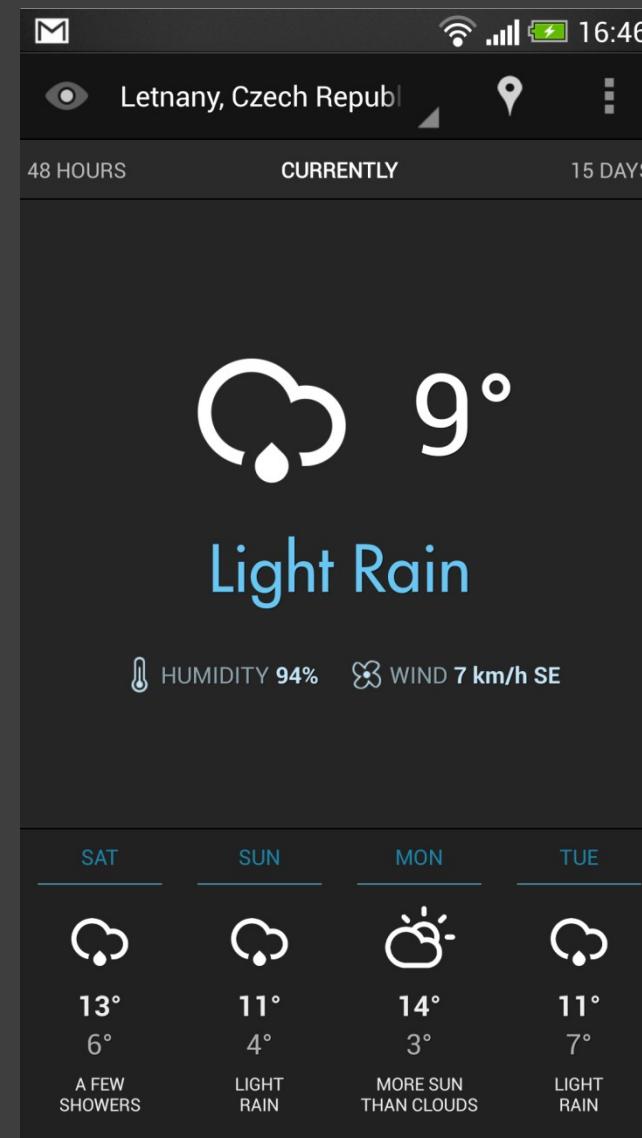 16:46
Letnany, Czech Republ
48 HOURS CURRENTLY 15 DAYS
9°
Light Rain
HUMIDITY 94% WIND 7 km/h SE
SAT SUN MON TUE
13° 11° 14° 11°
6° 4° 3° 7°
A FEW LIGHT MORE SUN LIGHT
SHOWERS RAIN THAN CLOUDS RAIN